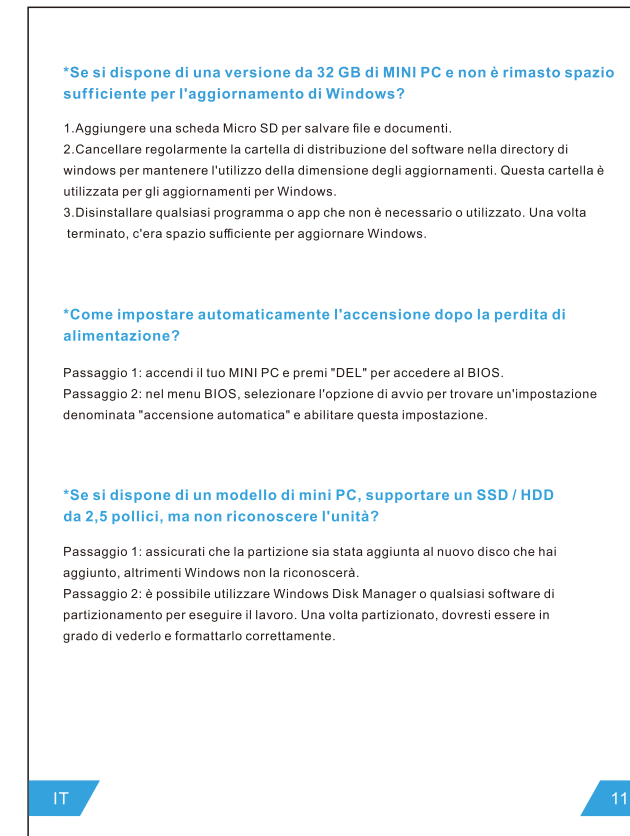 *Se si dispone di una versione da 32 GB di MINI PC e non è rimasto spazio
sufficiente per l'aggiornamento di Windows?
1.Aggiungere una scheda Micro SD per salvare file e documenti.
2.Cancellare regolarmente la cartella di distribuzione del software nella directory di
windows per mantenere l'utilizzo della dimensione degli aggiornamenti. Questa cartella è
utilizzata per gli aggiornamenti per Windows.
3.Disinstallare qualsiasi programma o app che non è necessario o utilizzato. Una volta
terminato, c'era spazio sufficiente per aggiornare Windows.
*Come impostare automaticamente l'accensione dopo la perdita di
alimentazione?
Passaggio 1: accendi il tuo MINI PC e premi "DEL" per accedere al BIOS.
Passaggio 2: nel menu BIOS, selezionare l'opzione di avvio per trovare un'impostazione
denominata "accensione automatica" e abilitare questa impostazione.
*Se si dispone di un modello di mini PC, supportare un SSD / HDD
da 2,5 pollici, ma non riconoscere l'unità?
Passaggio 1: assicurati che la partizione sia stata aggiunta al nuovo disco che hai
aggiunto, altrimenti Windows non la riconoscerà.
Passaggio 2: è possibile utilizzare Windows Disk Manager o qualsiasi software di
partizionamento per eseguire il lavoro. Una volta partizionato, dovresti essere in
grado di vederlo e formattarlo correttamente.
IT
11